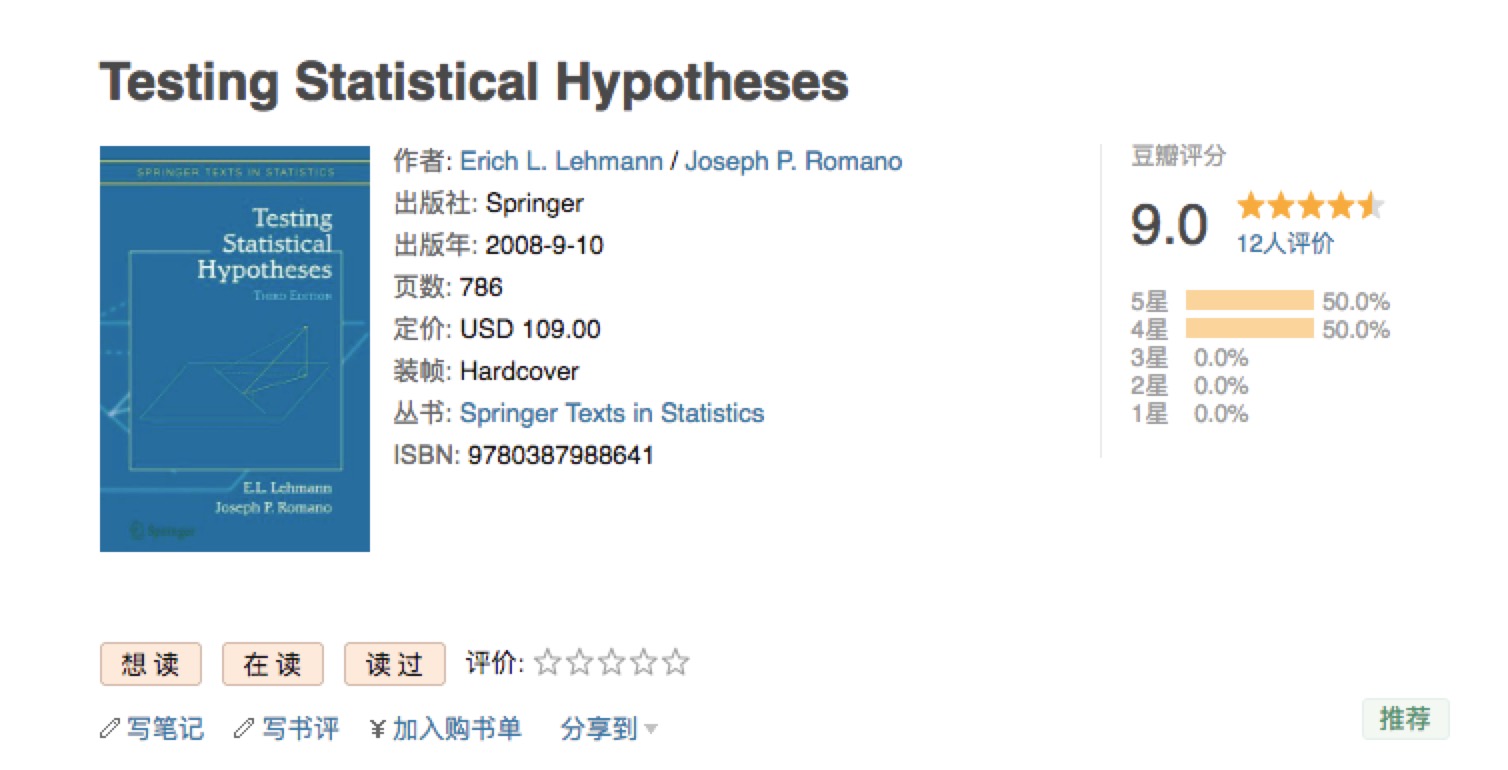 Testing Statistical Hypotheses
SPRINGER TEXTS IN STATISTICS
Testing
Statistical
Hypotheses
THIRD EDITION
E.L. Lehmann
Joseph P. Romano
Springer
作者: Erich L. Lehmann / Joseph P. Romano
出版社: Springer
出版年: 2008-9-10
页数: 786
定价: USD 109.00
装帧: Hardcover
丛书: Springer Texts in Statistics
ISBN: 9780387988641
豆瓣评分
9.0
12人评价
5星 50.0%
4星 50.0%
3星 0.0%
2星 0.0%
1星 0.0%
想读 在读 读过 评价:
写笔记 写书评 ¥加入购书单 分享到
推荐